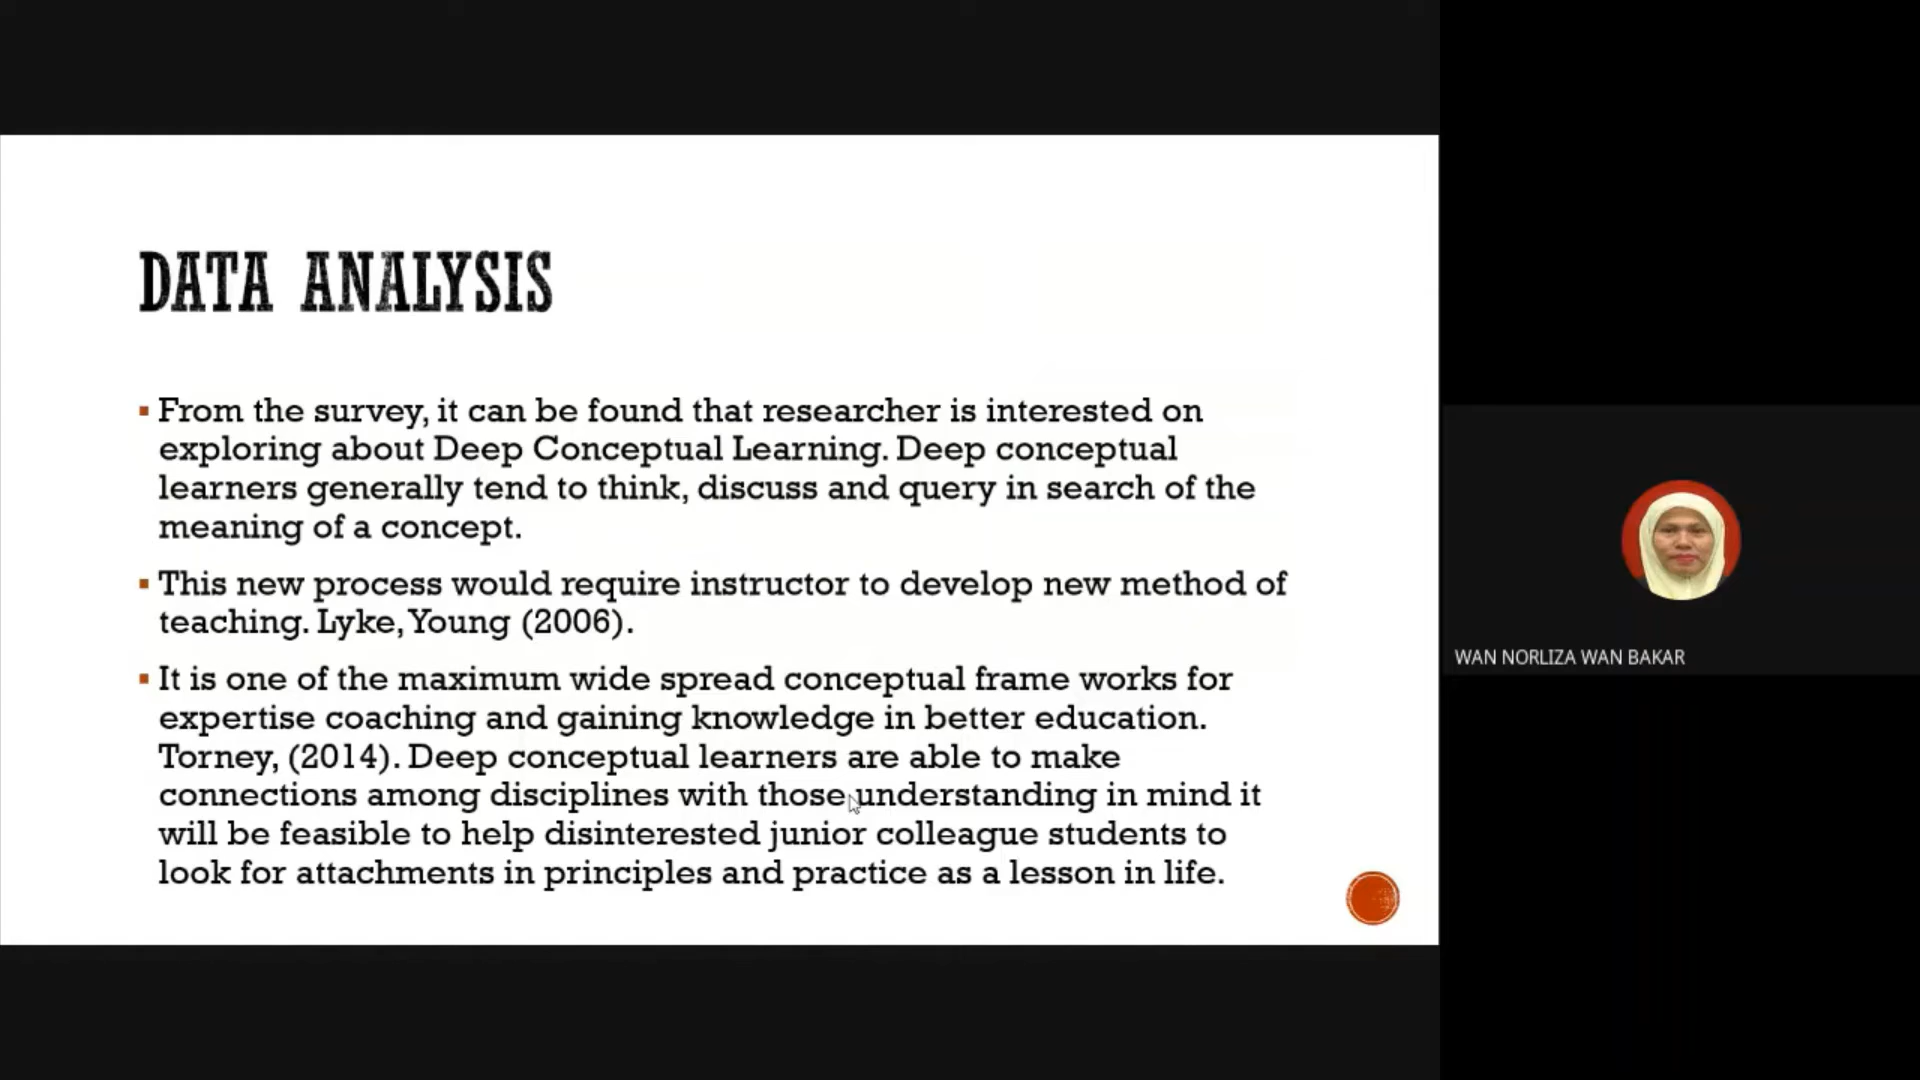 DATA ANALYSIS
▪ From the survey, it can be found that researcher is interested on
exploring about Deep Conceptual Learning. Deep conceptual
learners generally tend to think, discuss and query in search of the
meaning of a concept.
▪ This new process would require instructor to develop new method of
teaching. Lyke, Young (2006).
▪ It is one of the maximum wide spread conceptual frame works for
expertise coaching and gaining knowledge in better education.
Torney, (2014). Deep conceptual learners are able to make
connections among disciplines with those understanding in mind it
will be feasible to help disinterested junior colleague students to
look for attachments in principles and practice as a lesson in life.
WAN NORLIZA WAN BAKAR